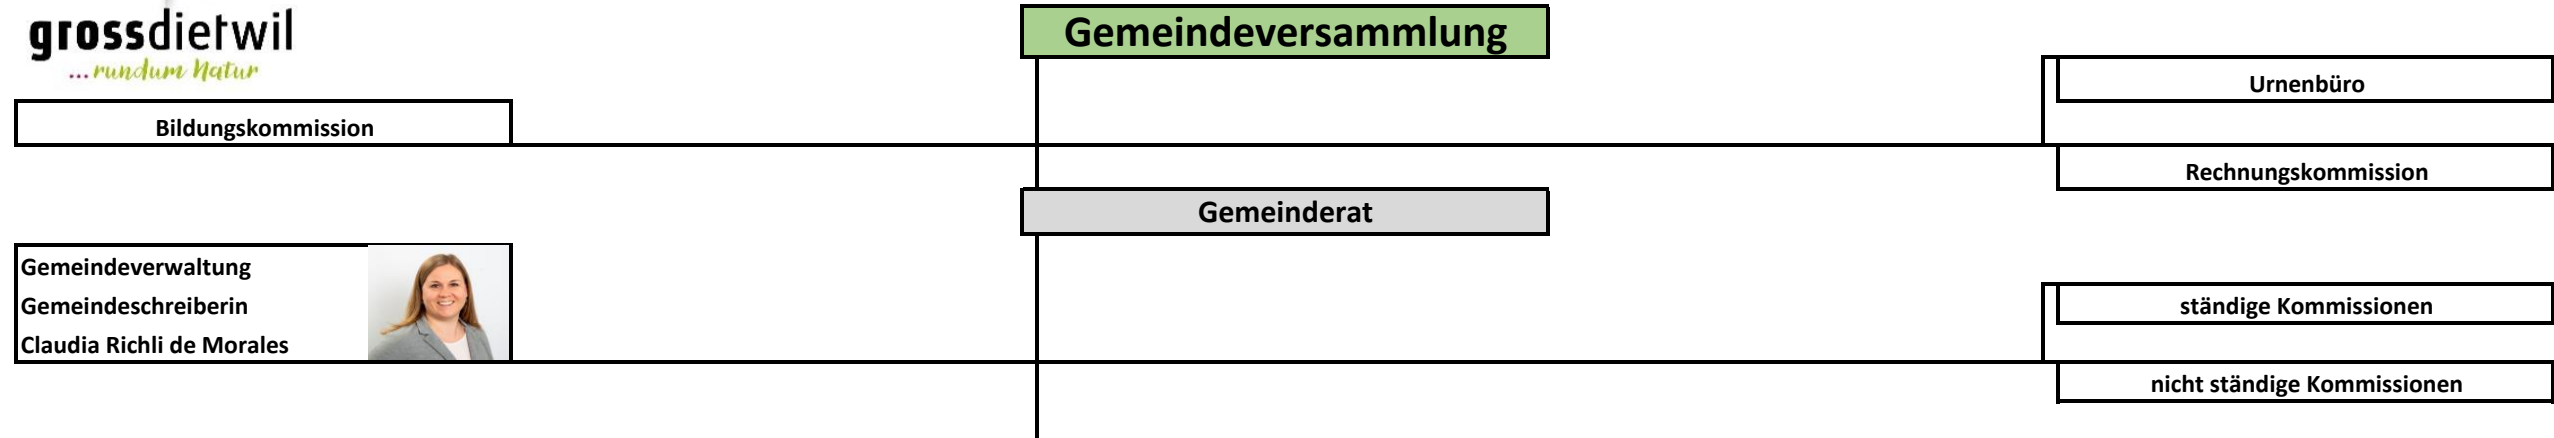 grossdietwil
...rundum Natur
Gemeindeversammlung
Urnenbüro
Bildungskommission
Rechnungskommission
Gemeinderat
Gemeindeverwaltung
Gemeindeschreiberin
Claudia Richli de Morales
ständige Kommissionen
nicht ständige Kommissionen